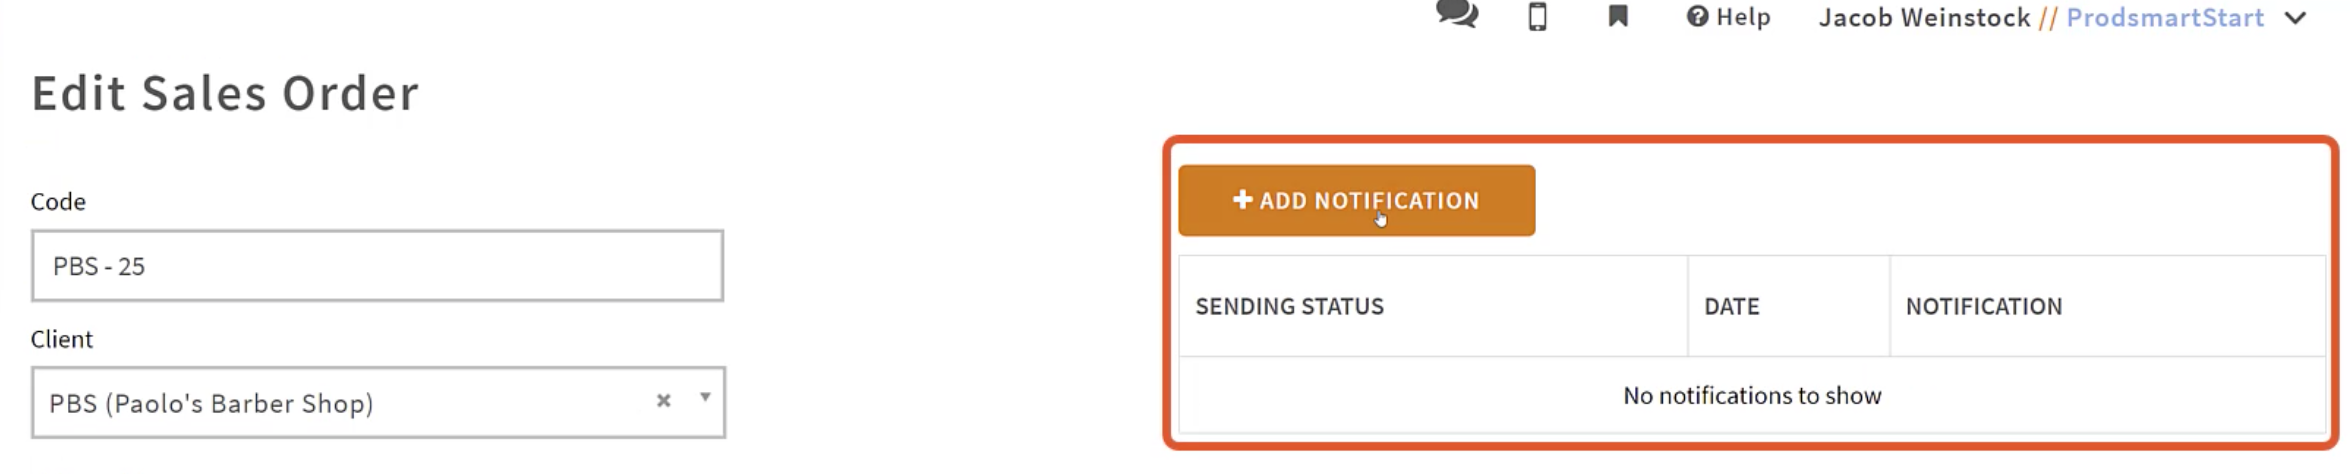 Help
Jacob Weinstock // ProdsmartStart
Edit Sales Order
Code
PBS - 25
Client
PBS (Paolo's Barber Shop)
+ ADD NOTIFICATION
SENDING STATUS
DATE
NOTIFICATION
No notifications to show